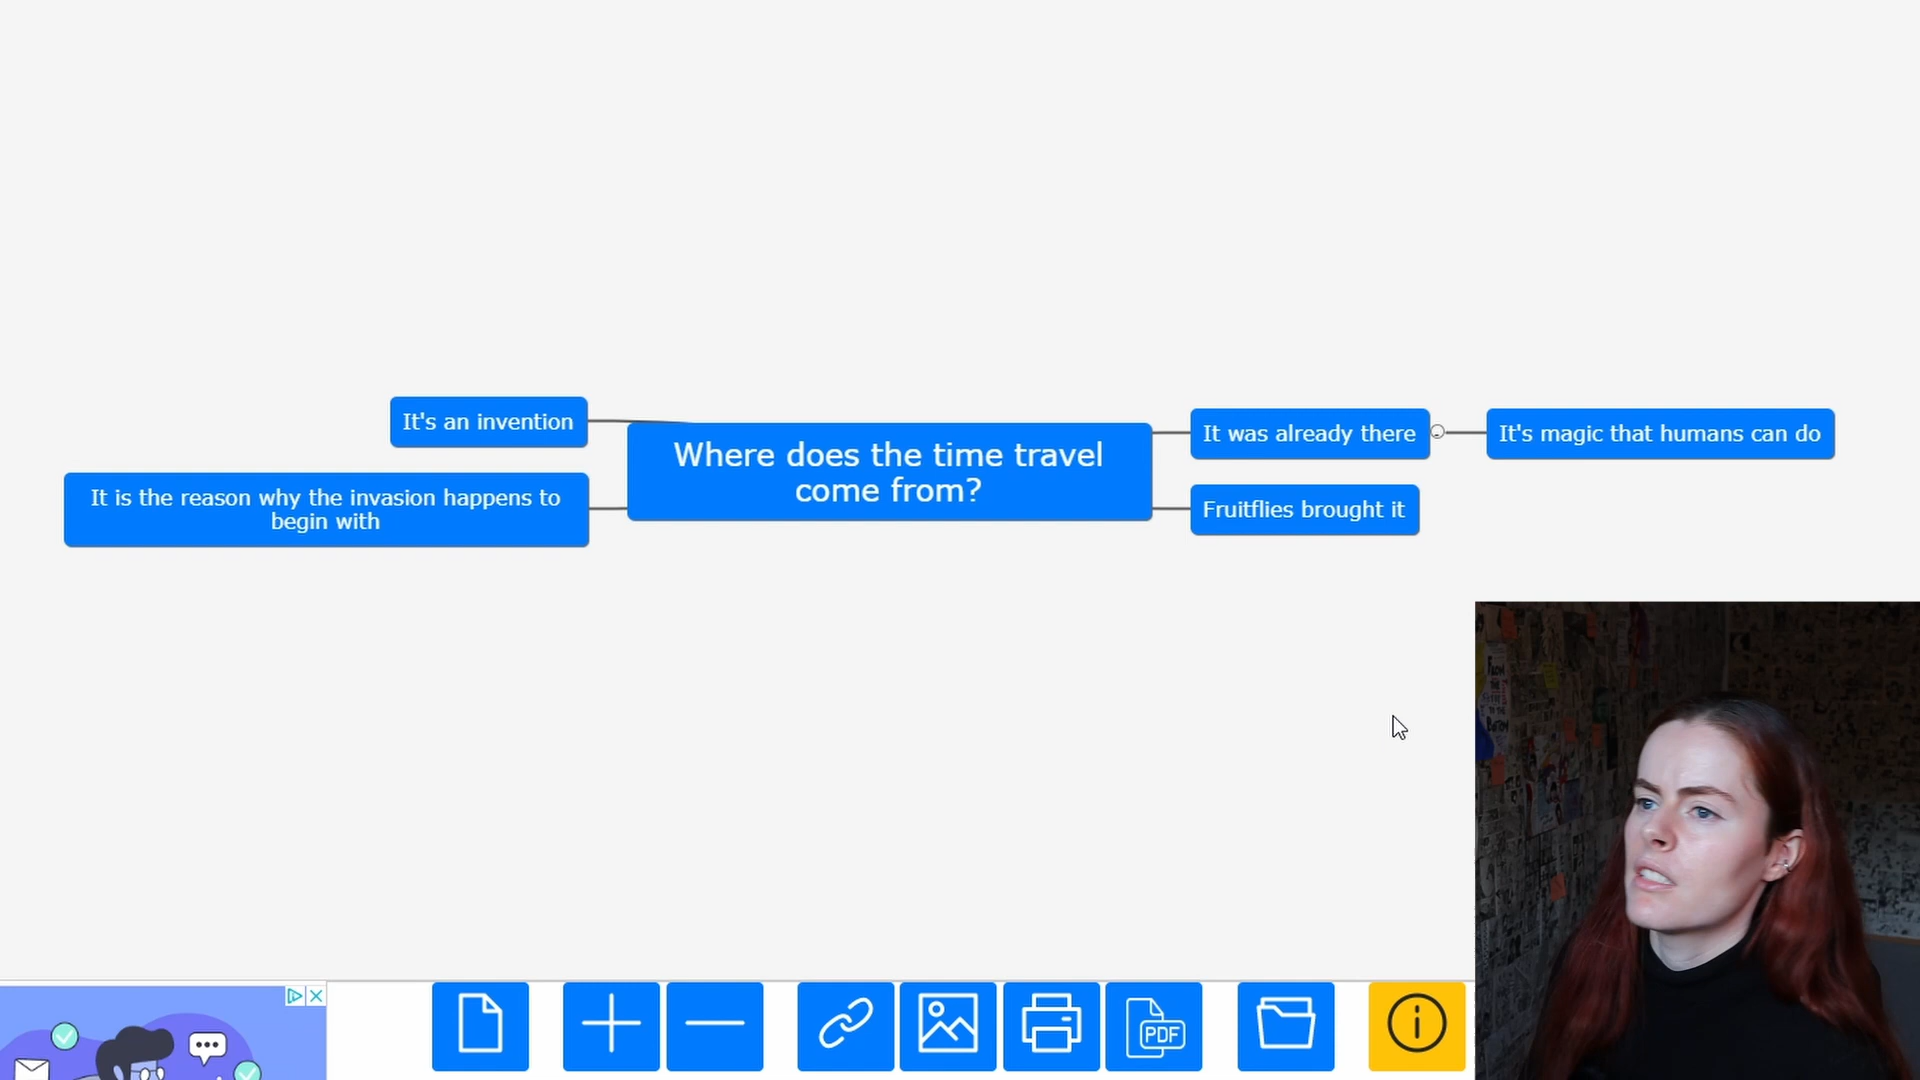 It's an invention
Where does the time travel
come from?
It was already there
It's magic that humans can do
It is the reason why the invasion happens to
begin with
Fruitflies brought it
PDF